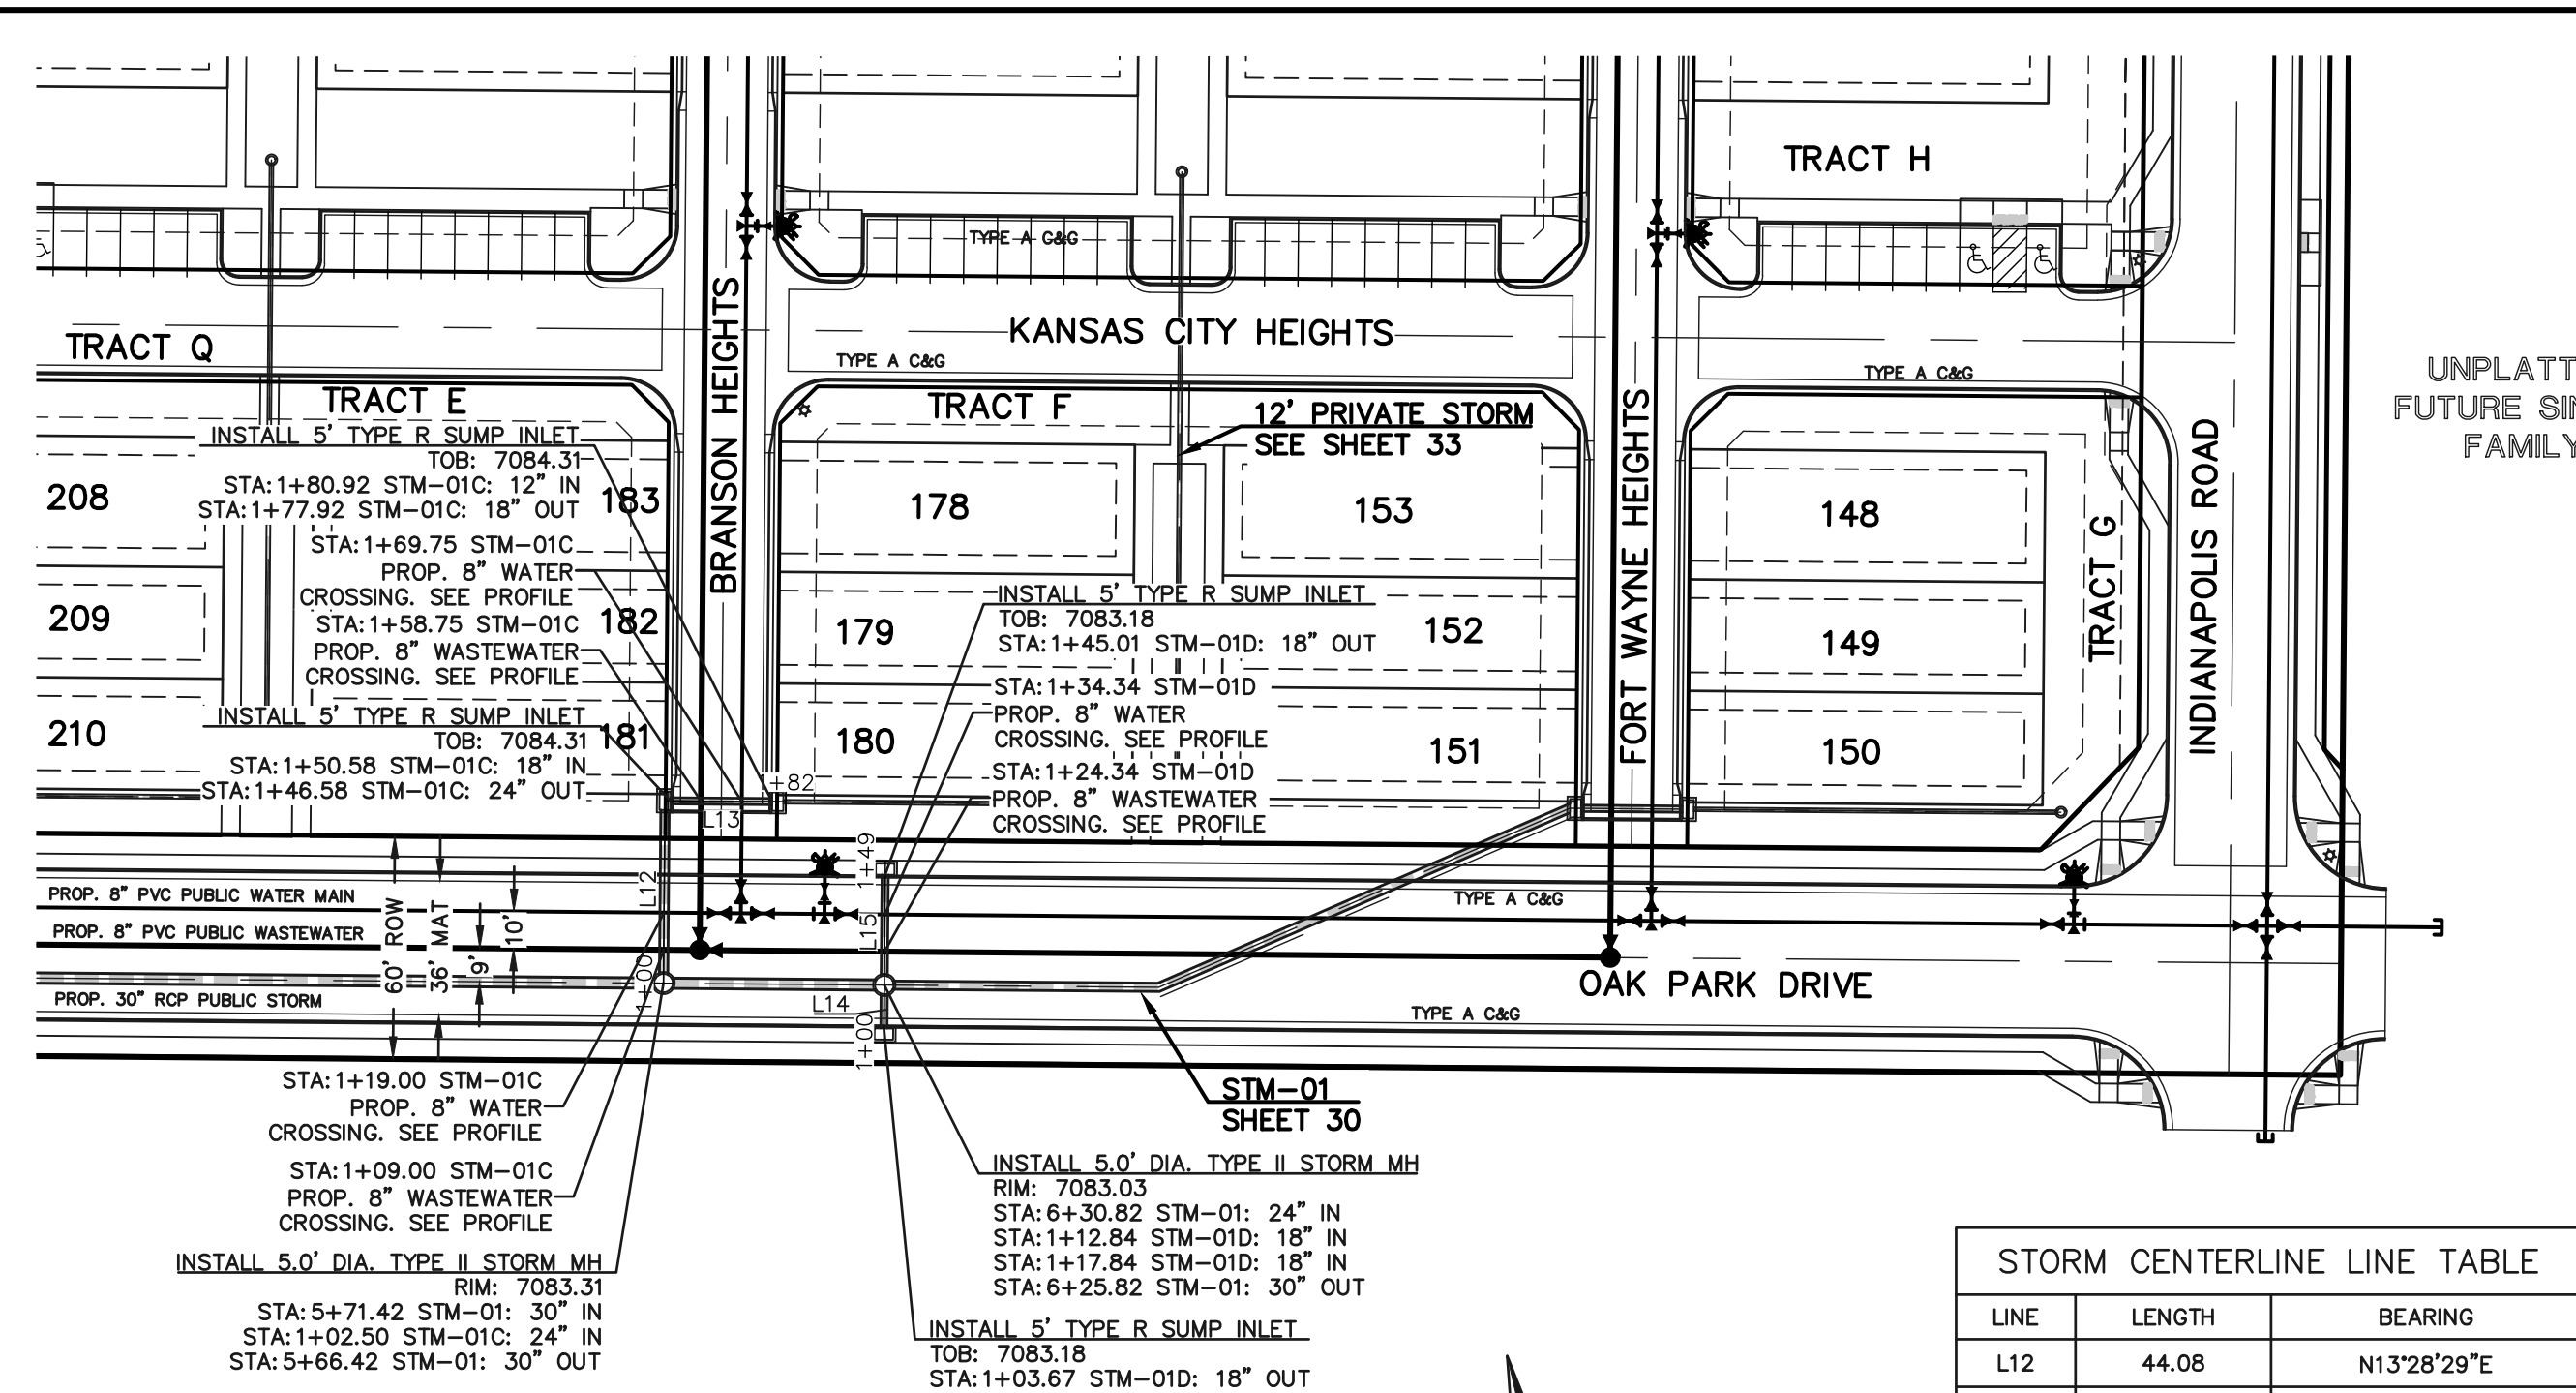 TRACT H
TYPE A C&G
KANSAS CITY HEIGHTS
TRACT Q
BRANSON HEIGHTS
TYPE A C&G
TYPE A C&G
UNPLATT
FUTURE SIN
FAMILY
TRACT E
TRACT F
12' PRIVATE STORM
SEE SHEET 33
FORT WAYNE HEIGHTS
INDIANAPOLIS ROAD
TRACT G
INSTALL 5' TYPE R SUMP INLET
TOB: 7084.31
STA:1+80.92 STM-01C: 12" IN
STA:1+77.92 STM-01C: 18" OUT
208
183
178
153
148
STA:1+69.75 STM-01C
PROP. 8" WATER
CROSSING. SEE PROFILE
STA:1+58.75 STM-01C
PROP. 8" WASTEWATER
CROSSING. SEE PROFILE
209
182
179
152
149
INSTALL 5' TYPE R SUMP INLET
TOB: 7083.18
STA:1+45.01 STM-01D: 18" OUT
STA:1+34.34 STM-01D
PROP. 8" WATER
CROSSING. SEE PROFILE
STA:1+24.34 STM-01D
PROP. 8" WASTEWATER
CROSSING. SEE PROFILE
INSTALL 5' TYPE R SUMP INLET
TOB: 7084.31
STA:1+50.58 STM-01C: 18" IN
STA:1+46.58 STM-01C: 24" OUT
210
181
180
151
150
1+82
L13
L12
1+49
L15
1+00
L14
1+00
PROP. 8" PVC PUBLIC WATER MAIN
PROP. 8" PVC PUBLIC WASTEWATER
PROP. 30" RCP PUBLIC STORM
60' ROW
36' MAT
9'
10'
TYPE A C&G
OAK PARK DRIVE
TYPE A C&G
STM-01
SHEET 30
STA:1+19.00 STM-01C
PROP. 8" WATER
CROSSING. SEE PROFILE
STA:1+09.00 STM-01C
PROP. 8" WASTEWATER
CROSSING. SEE PROFILE
INSTALL 5.0' DIA. TYPE II STORM MH
RIM: 7083.31
STA:5+71.42 STM-01: 30" IN
STA:1+02.50 STM-01C: 24" IN
STA:5+66.42 STM-01: 30" OUT
INSTALL 5.0' DIA. TYPE II STORM MH
RIM: 7083.03
STA:6+30.82 STM-01: 24" IN
STA:1+12.84 STM-01D: 18" IN
STA:1+17.84 STM-01D: 18" IN
STA:6+25.82 STM-01: 30" OUT
INSTALL 5' TYPE R SUMP INLET
TOB: 7083.18
STA:1+03.67 STM-01D: 18" OUT
STORM CENTERLINE LINE TABLE
LINE LENGTH BEARING
L12 44.08 N13°28'29"E